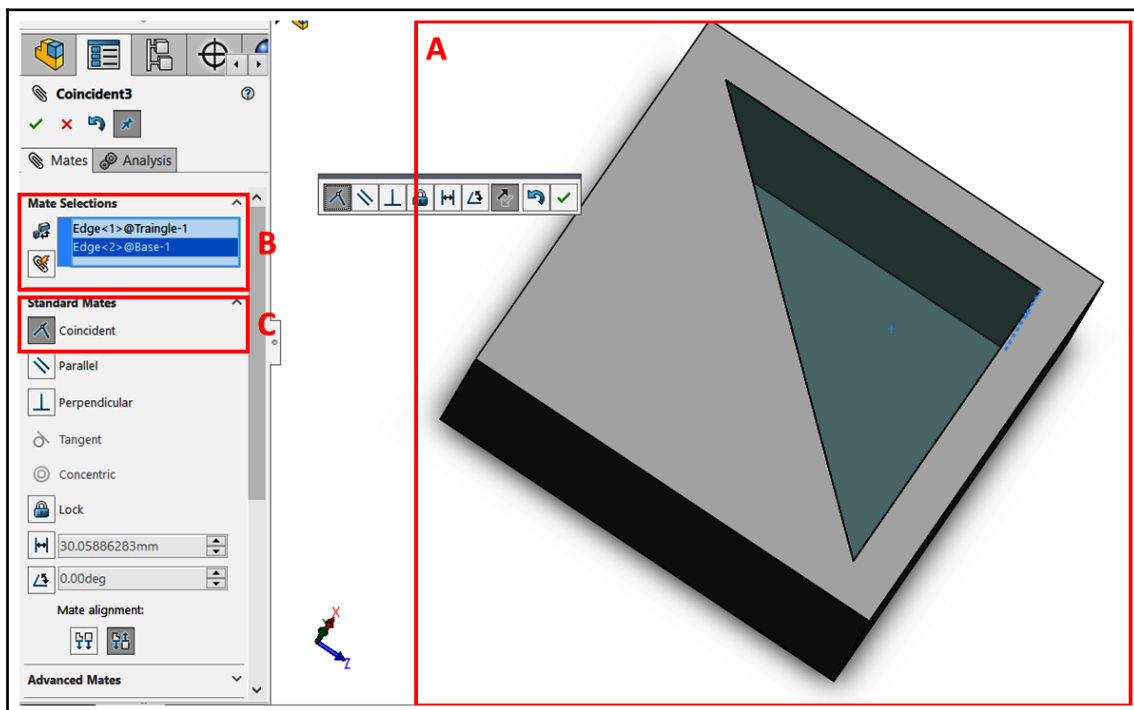 A
Coincident3
Mates
Analysis
Mate Selections
Edge<1>@Traingle-1
Edge<2>@Base-1
B
Standard Mates
C
Coincident
Parallel
Perpendicular
Tangent
Concentric
Lock
30.05886283mm
0.00deg
Mate alignment:
Advanced Mates
X
Z